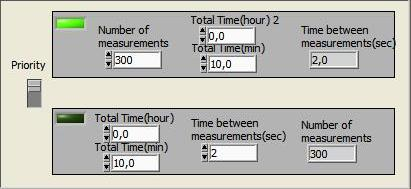 Total Time(hour) 2
Number of measurements
0,0
Total Time(min)
Time between measurements(sec)
300
10,0
2,0
Priority
Total Time(hour)
0,0
Time between measurements(sec)
Number of measurements
Total Time(min)
10,0
2
300